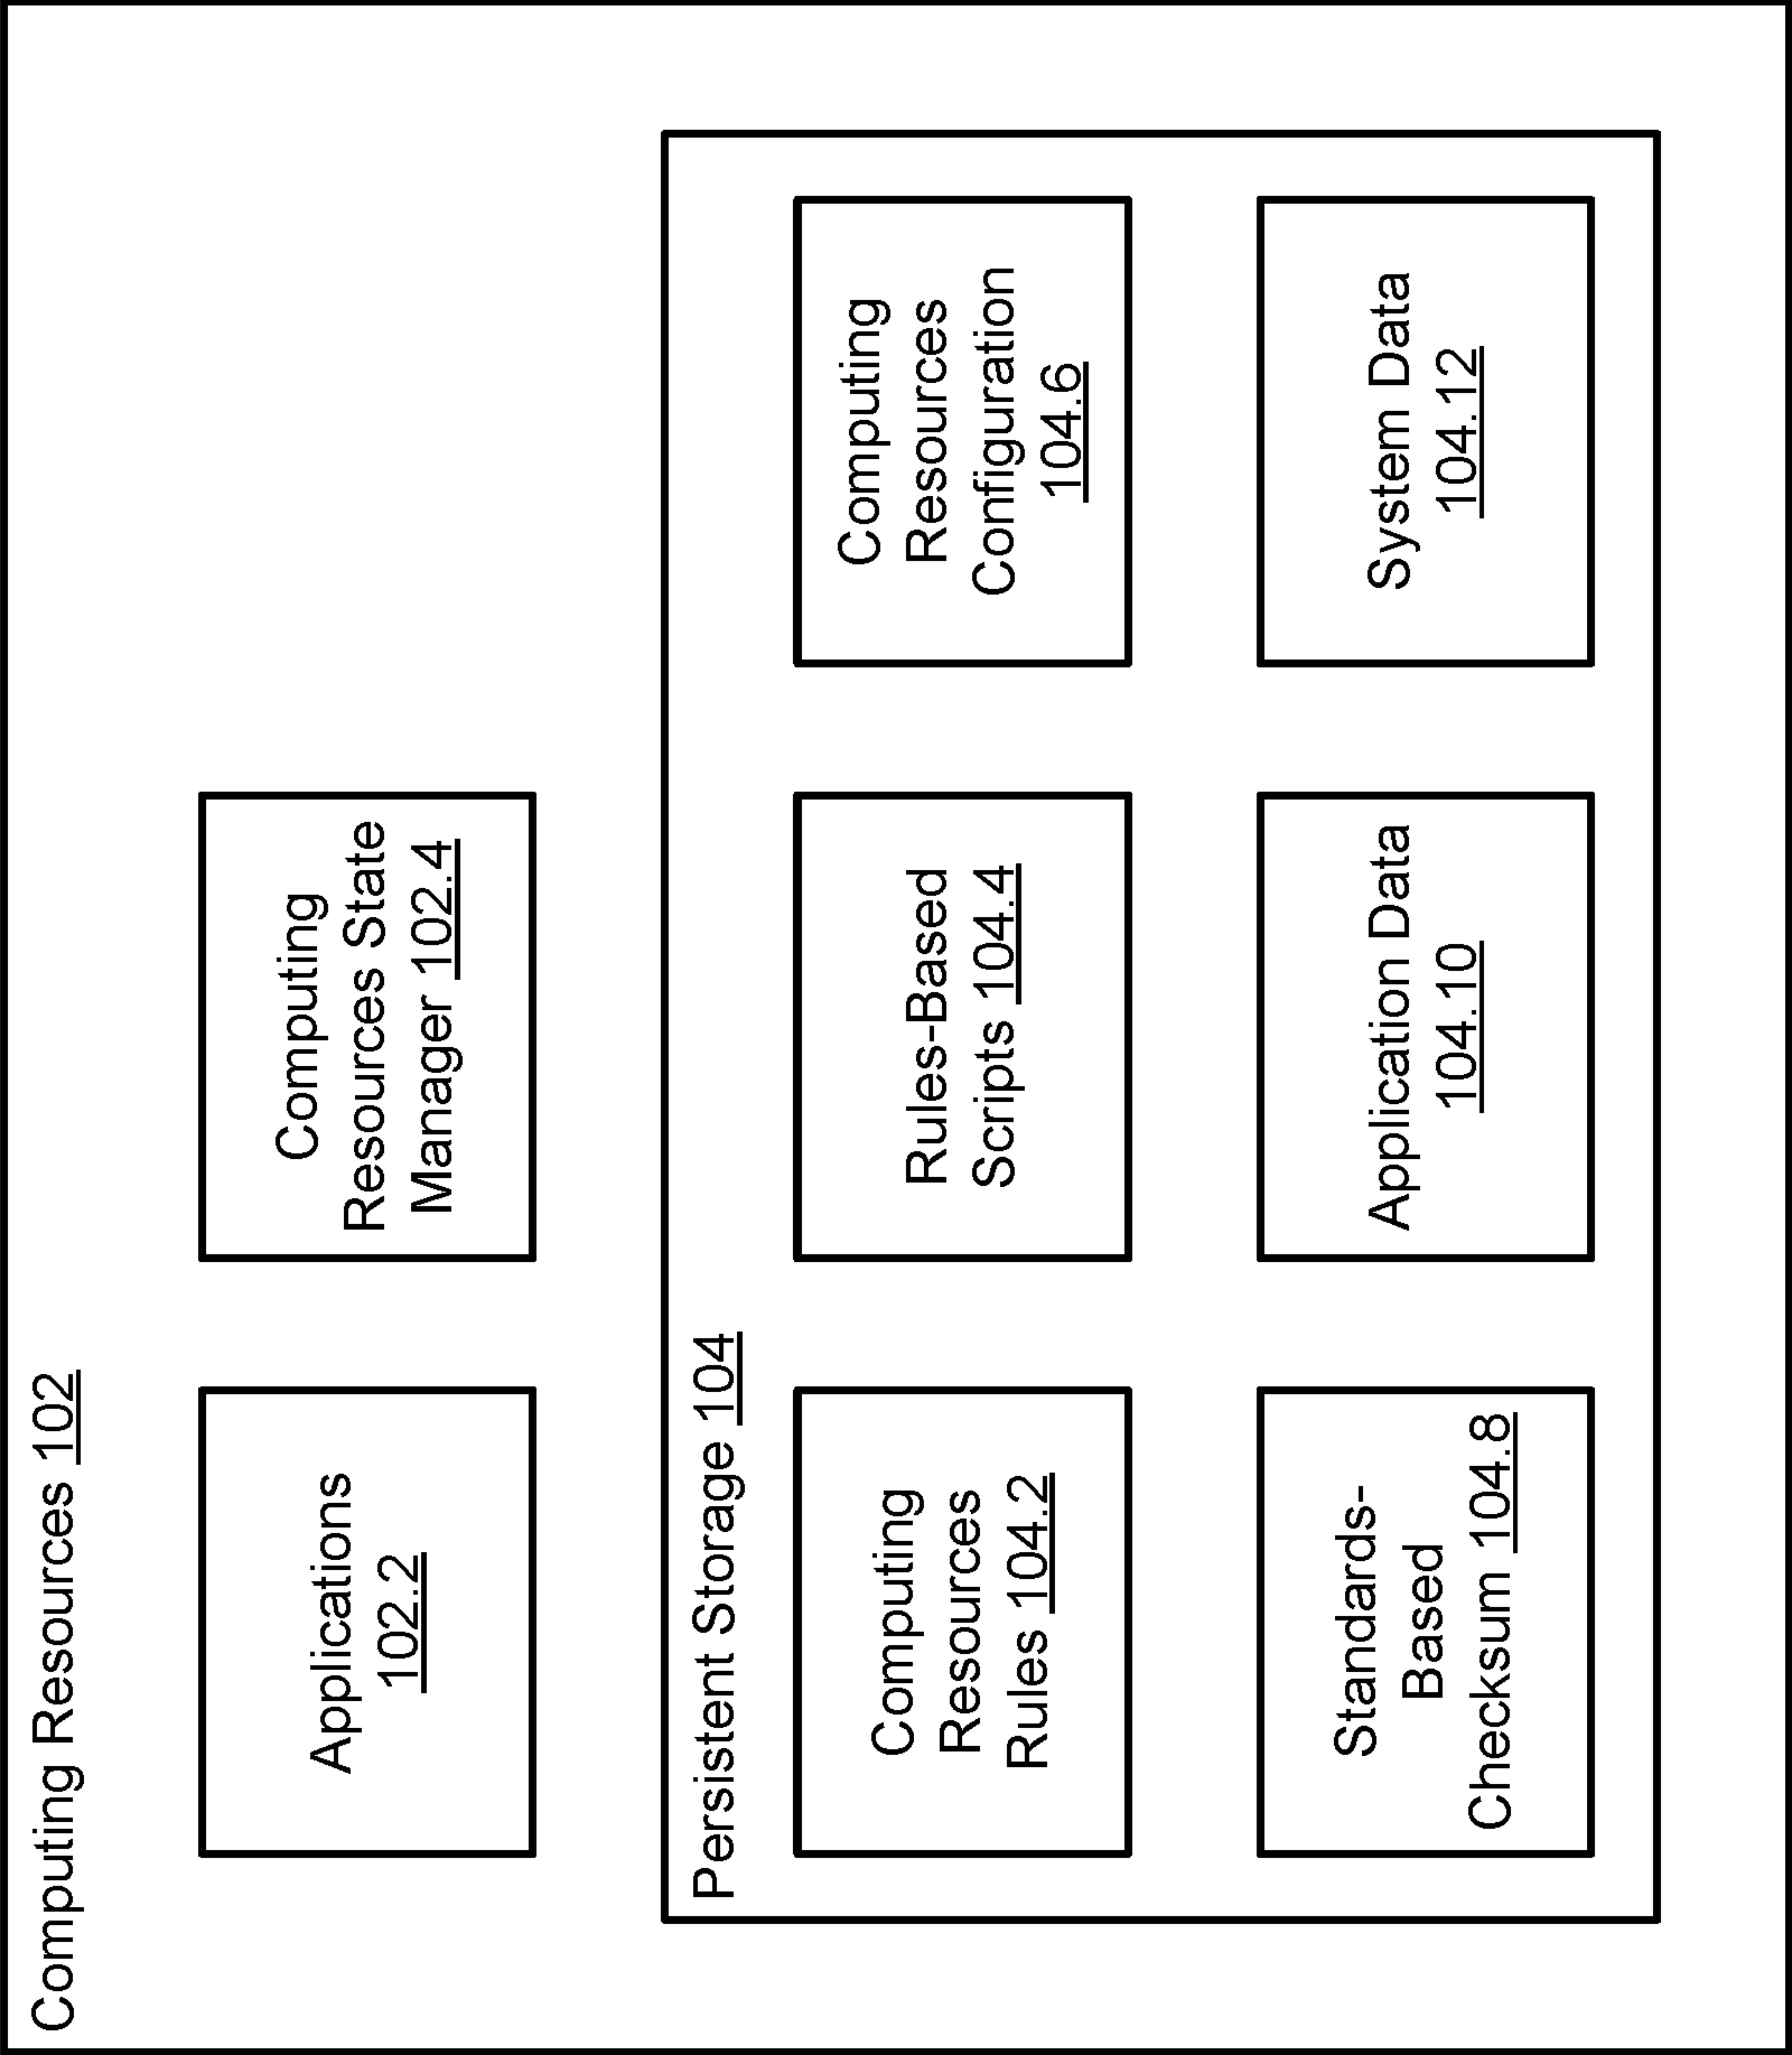 Computing Resources 102
Applications
102.2
Computing
Resources State
Manager 102.4
Persistent Storage 104
Computing
Resources
Rules 104.2
Rules-Based
Scripts 104.4
Computing
Resources
Configuration
104.6
Standards-
Based
Checksum 104.8
Application Data
104.10
System Data
104.12